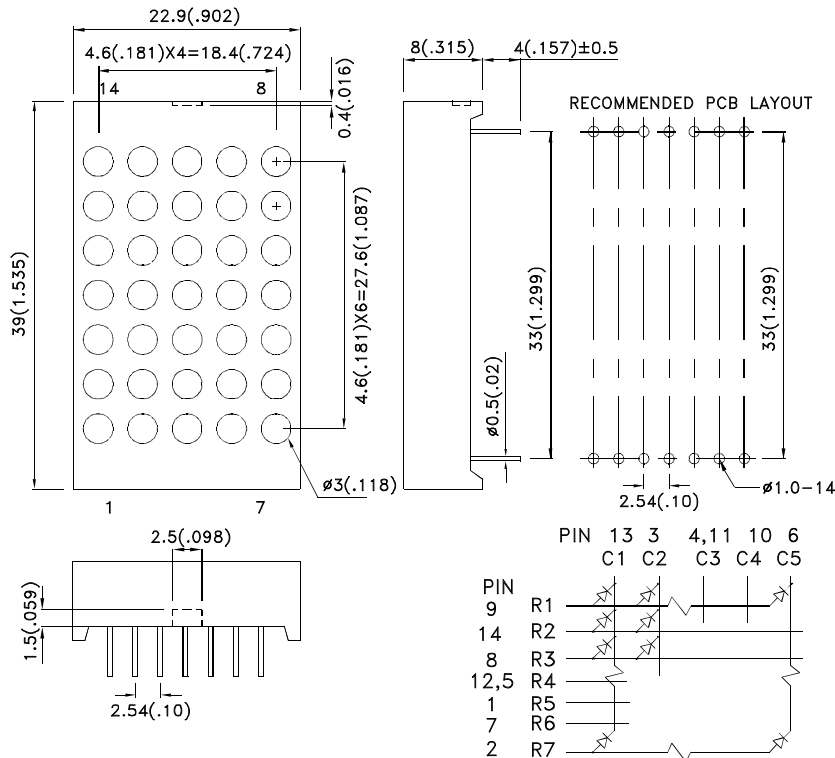 22.9(.902)
4.6(.181)X4=18.4(.724)
14
8
0.4(.016)
39(1.535)
4.6(.181)X6=27.6(1.087)
ø3(.118)
1
7
8(.315)
4(.157)±0.5
33(1.299)
ø0.5(.02)
RECOMMENDED PCB LAYOUT
33(1.299)
2.54(.10)
ø1.0-14
2.5(.098)
1.5(.059)
2.54(.10)
PIN 13 3 4,11 10 6
C1 C2 C3 C4 C5
PIN
9 R1
14 R2
8 R3
12,5 R4
1 R5
7 R6
2 R7